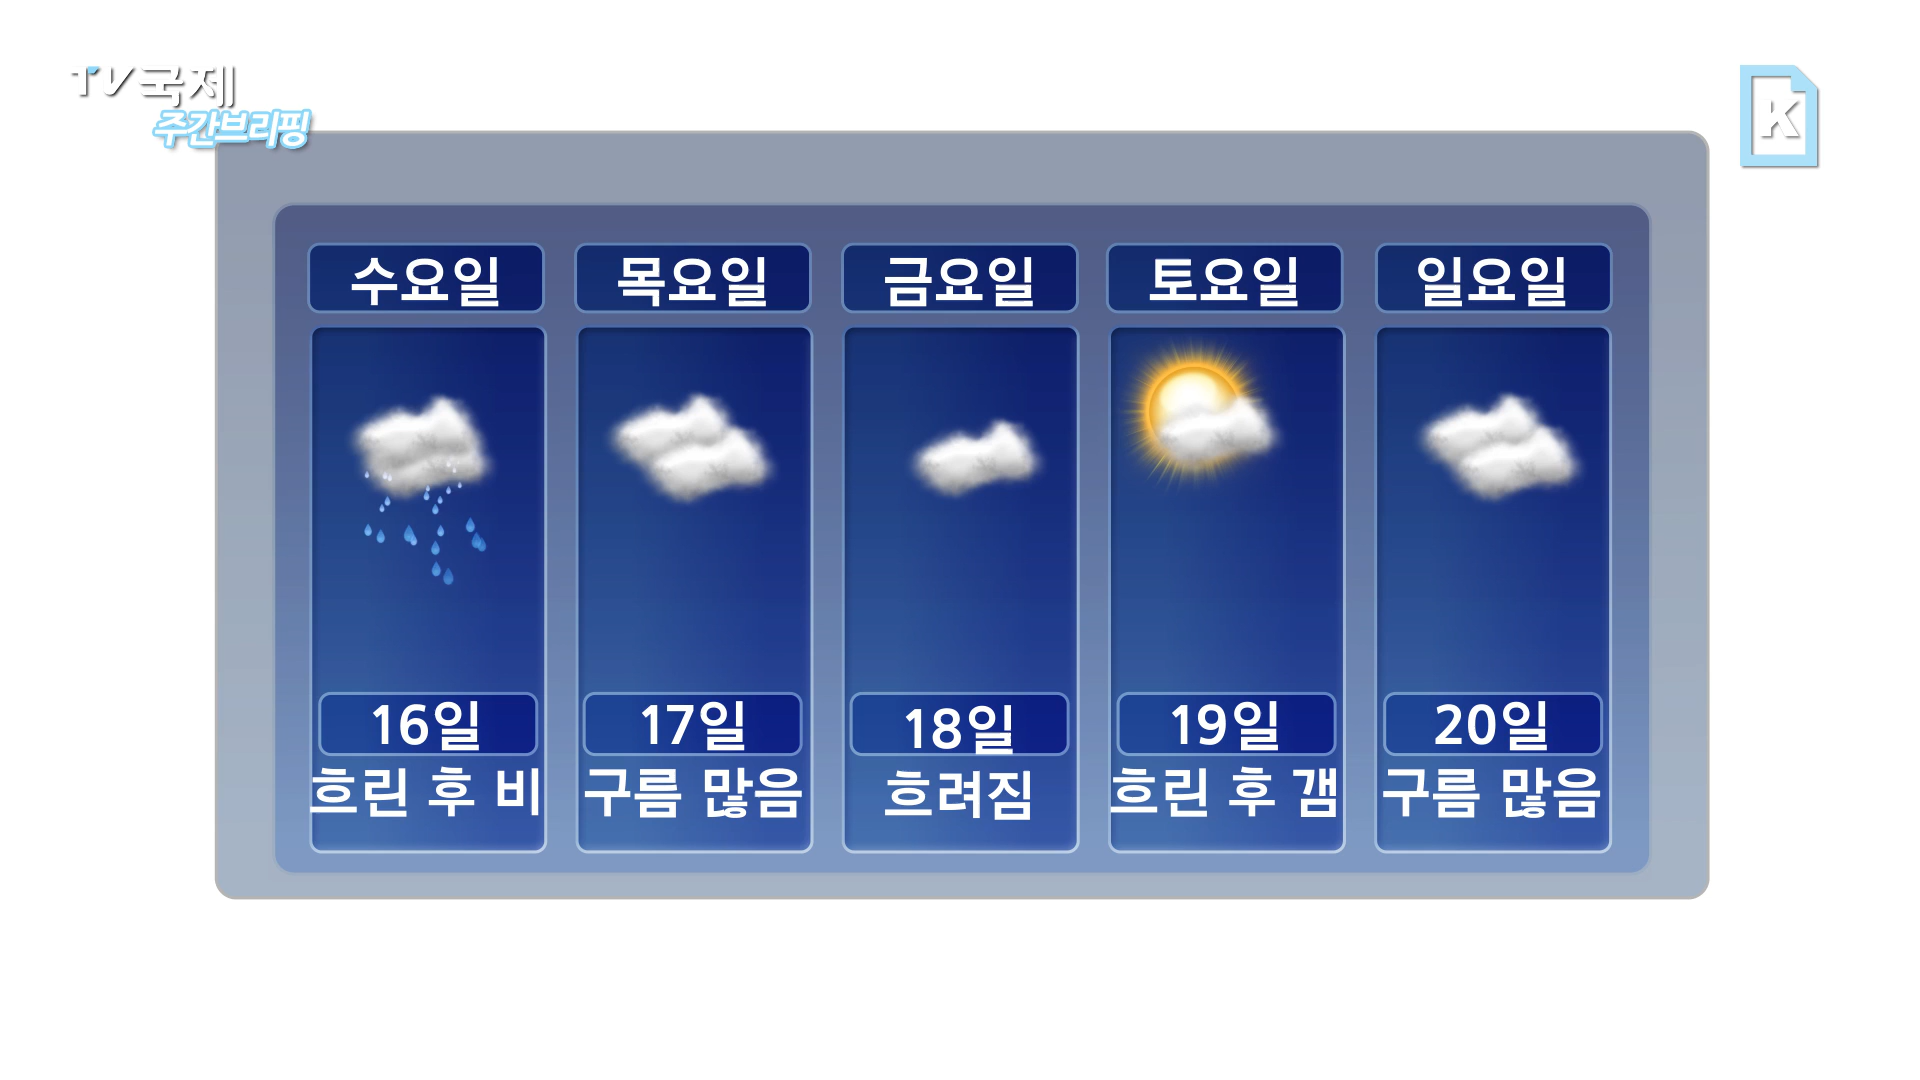 TV국제
주간브리핑
K
수요일 목요일 금요일 토요일 일요일
16일 17일 18일 19일 20일
흐린 후 비 구름 많음 흐려짐 흐린 후 갬 구름 많음